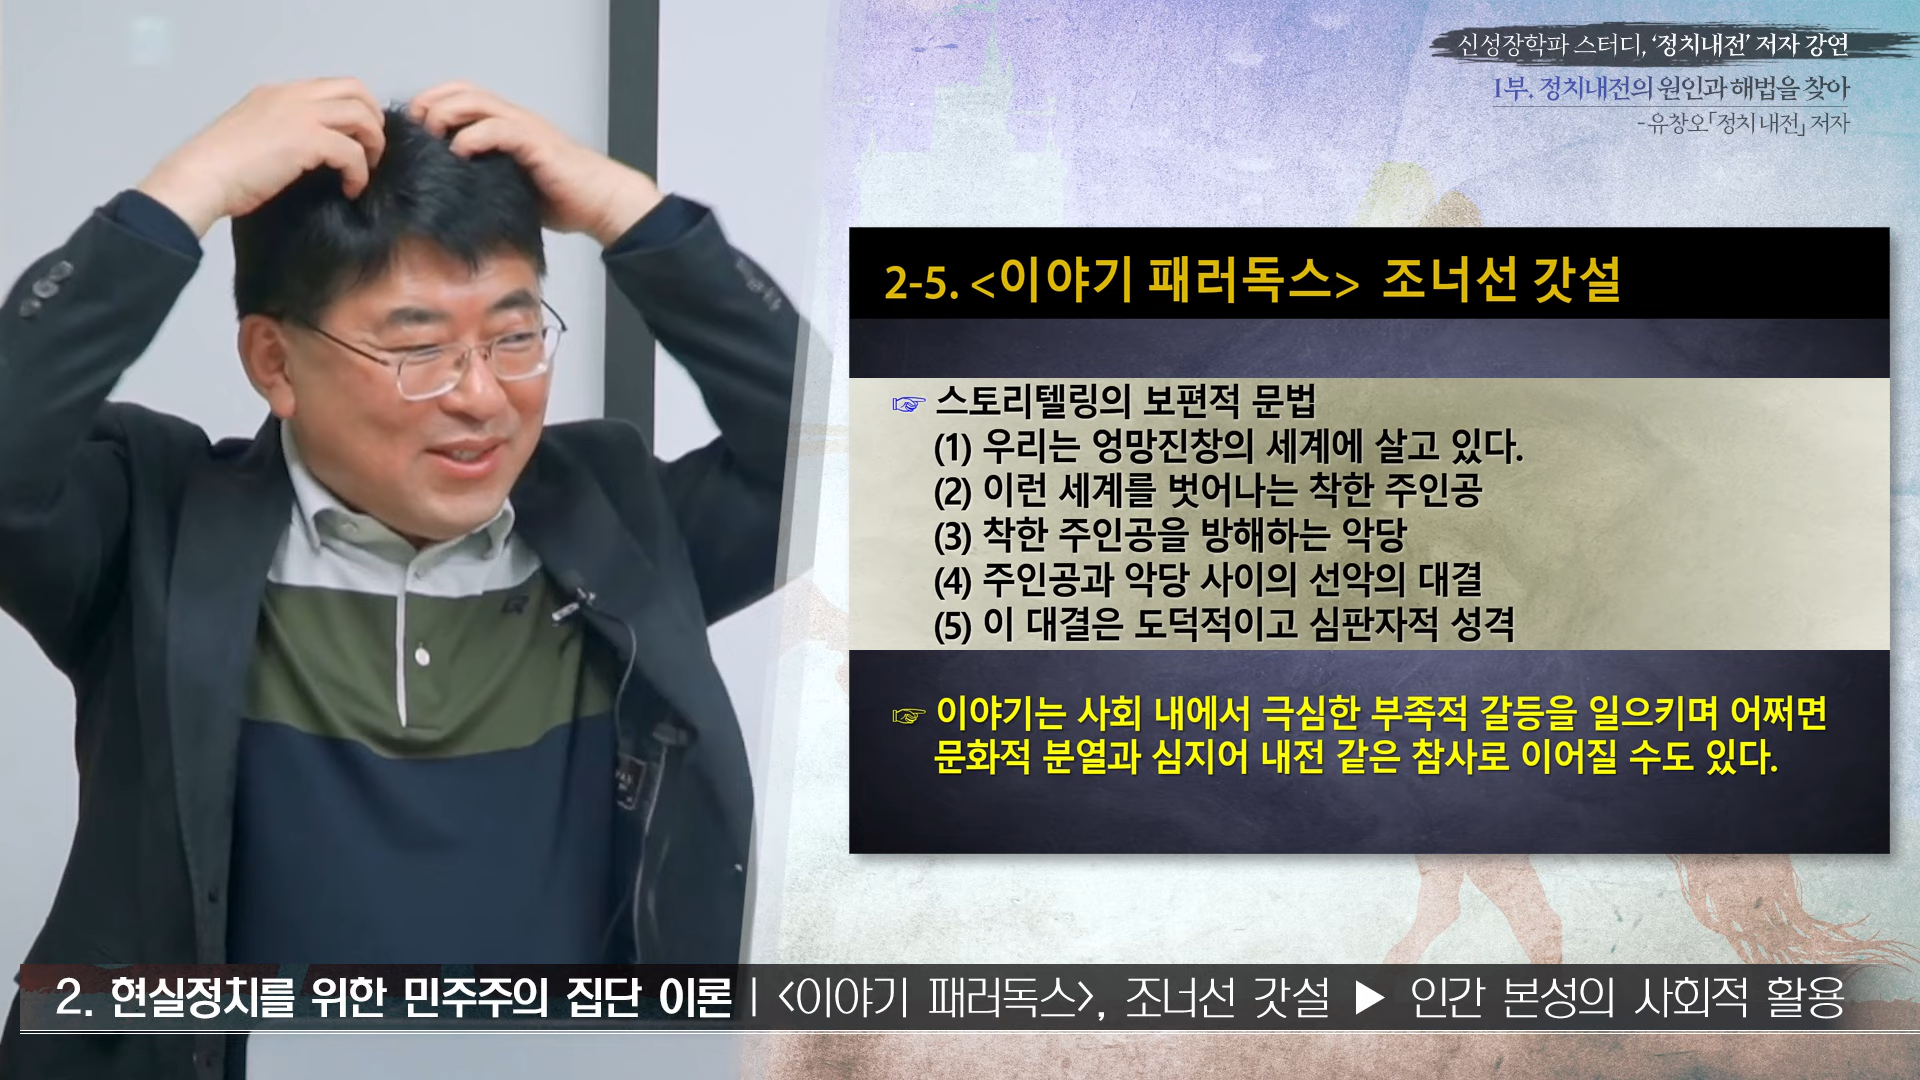 신성장학파 스터디, ‘정치내전’ 저자 강연
I부. 정치내전의 원인과 해법을 찾아
-유창오「정치 내전」 저자
2-5. <이야기 패러독스> 조너선 갓설
☞ 스토리텔링의 보편적 문법
(1) 우리는 엉망진창의 세계에 살고 있다.
(2) 이런 세계를 벗어나는 착한 주인공
(3) 착한 주인공을 방해하는 악당
(4) 주인공과 악당 사이의 선악의 대결
(5) 이 대결은 도덕적이고 심판자적 성격
☞ 이야기는 사회 내에서 극심한 부족적 갈등을 일으키며 어쩌면
문화적 분열과 심지어 내전 같은 참사로 이어질 수도 있다.
2. 현실정치를 위한 민주주의 집단 이론 | <이야기 패러독스>, 조너선 갓설 ▶ 인간 본성의 사회적 활용